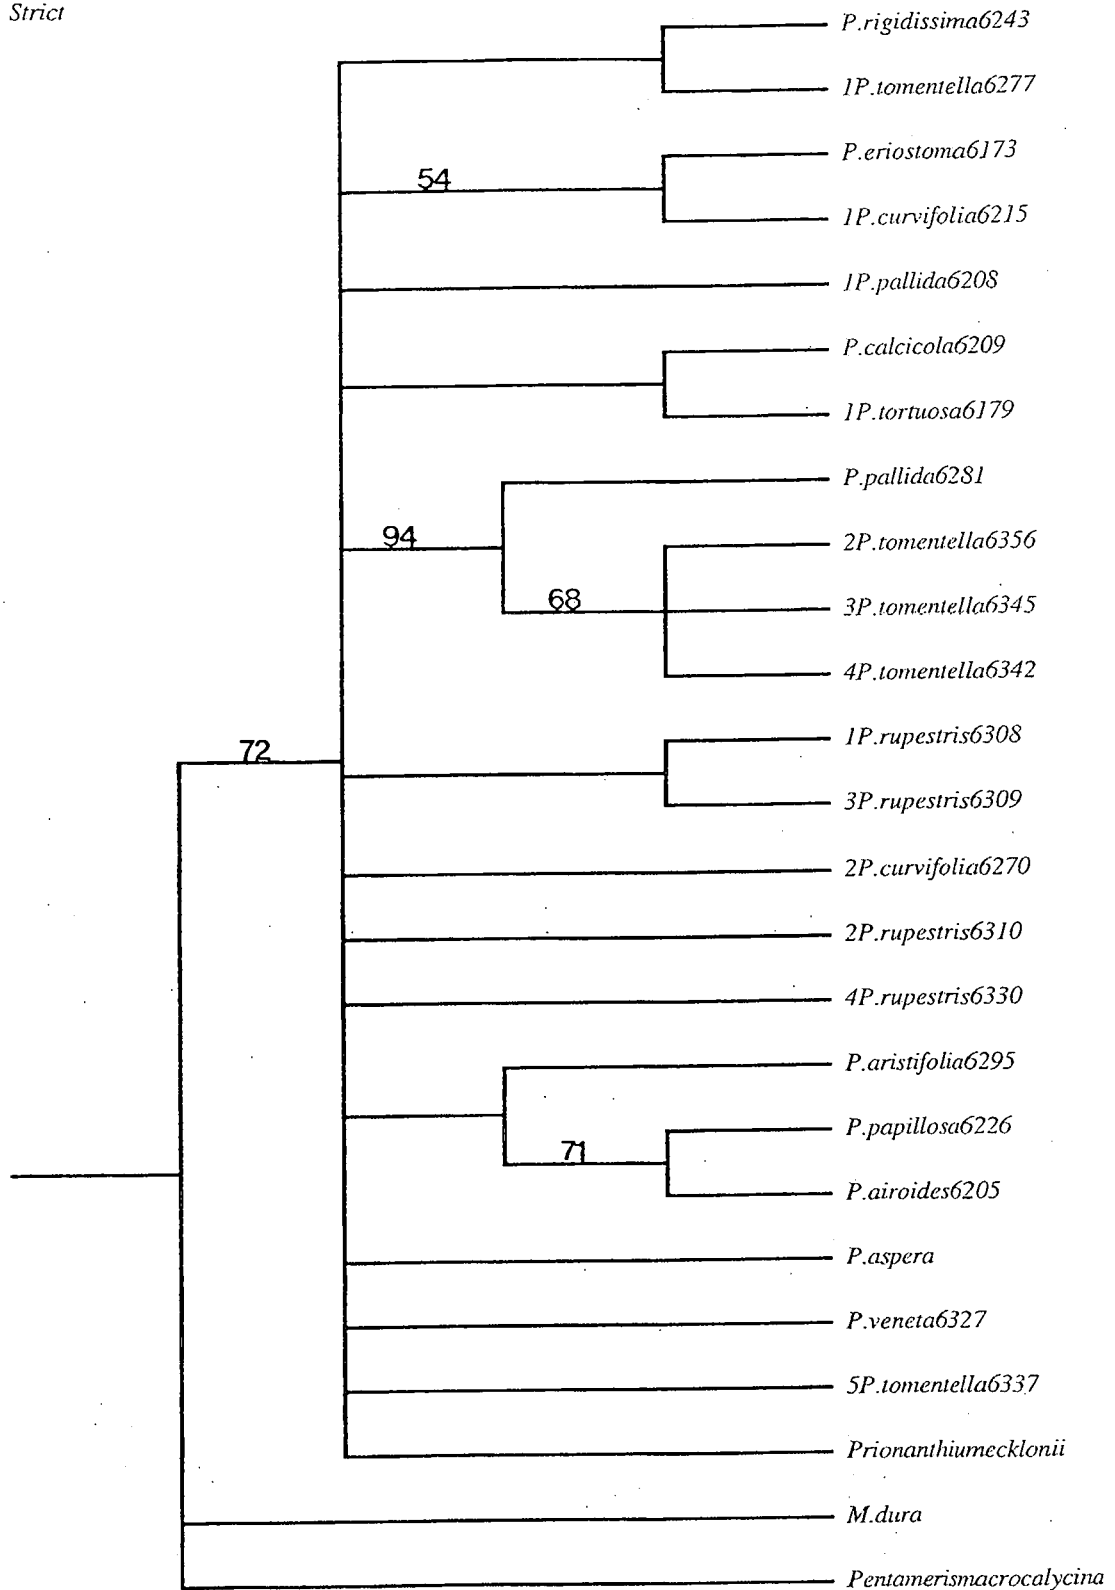 Strict
P.rigidissima6243
1P.tomentella6277
P.eriostoma6173
54
1P.curvifolia6215
1P.pallida6208
P.calcicola6209
1P.tortuosa6179
P.pallida6281
94
2P.tomentella6356
68
3P.tomentella6345
4P.tomentella6342
1P.rupestris6308
72
3P.rupestris6309
2P.curvifolia6270
2P.rupestris6310
4P.rupestris6330
P.aristifolia6295
P.papillosa6226
71
P.airoides6205
P.aspera
P.veneta6327
5P.tomentella6337
Prionanthiumecklonii
M.dura
Pentamerismacrocalycina